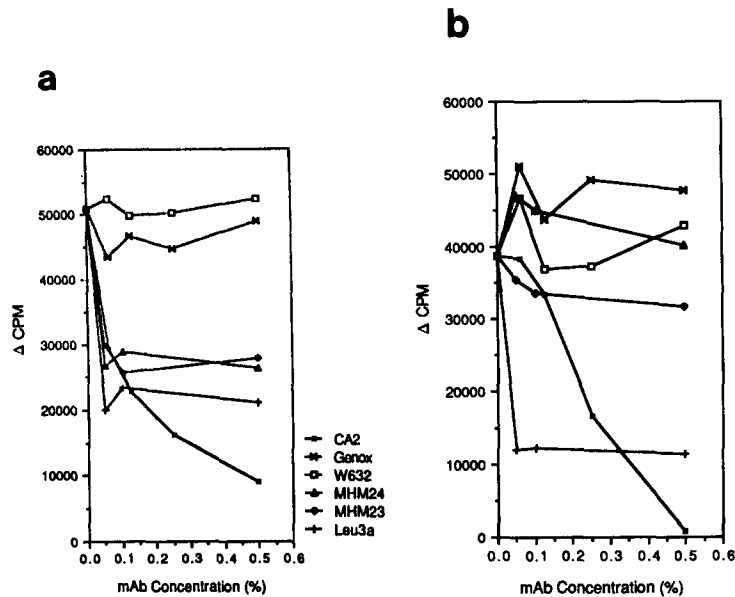 a
60000
50000
40000
30000
20000
10000
0
0.0 0.1 0.2 0.3 0.4 0.5 0.6
Δ CPM
mAb Concentration (%)
CA2
Genox
W632
MHM24
MHM23
Leu3a
b
60000
50000
40000
30000
20000
10000
0
0.0 0.1 0.2 0.3 0.4 0.5 0.6
Δ CPM
mAb Concentration (%)